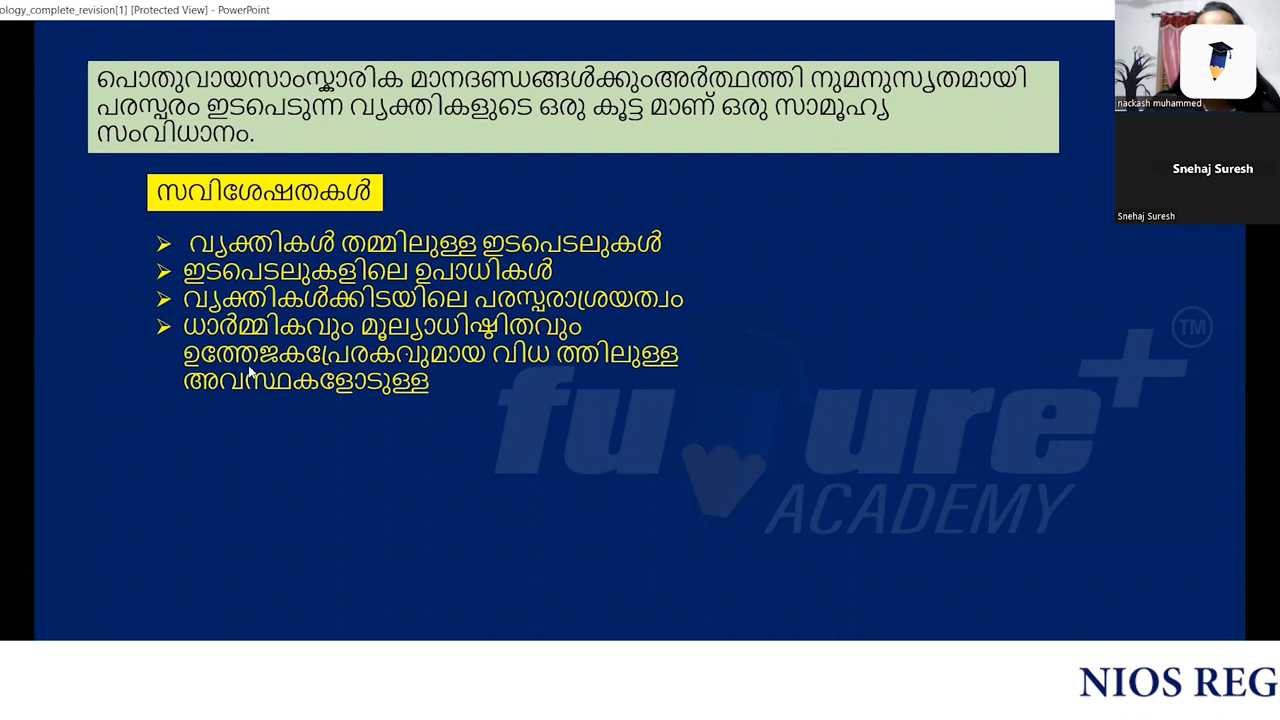 ology_complete_revision[1] [Protected View] - PowerPoint
പൊതുവായസാംസ്കാരിക മാനദണ്ഡങ്ങൾക്കുംഅർത്ഥത്തി നുമനുസൃതമായി
പരസ്പരം ഇടപെടുന്ന വ്യക്തികളുടെ ഒരു കൂട്ട മാണ് ഒരു സാമൂഹ്യ
സംവിധാനം.
സവിശേഷതകൾ
➢ വ്യക്തികൾ തമ്മിലുള്ള ഇടപെടലുകൾ
➢ ഇടപെടലുകളിലെ ഉപാധികൾ
➢ വ്യക്തികൾക്കിടയിലെ പരസ്പരാശ്രയത്വം
➢ ധാർമ്മികവും മൂല്യാധിഷ്ഠിതവും
ഉത്തേജകപ്രേരകവുമായ വിധ ത്തിലുള്ള
അവസ്ഥകളോടുള്ള
nackash muhammed
Snehaj Suresh
Snehaj Suresh
TM
future+
ACADEMY
NIOS REG